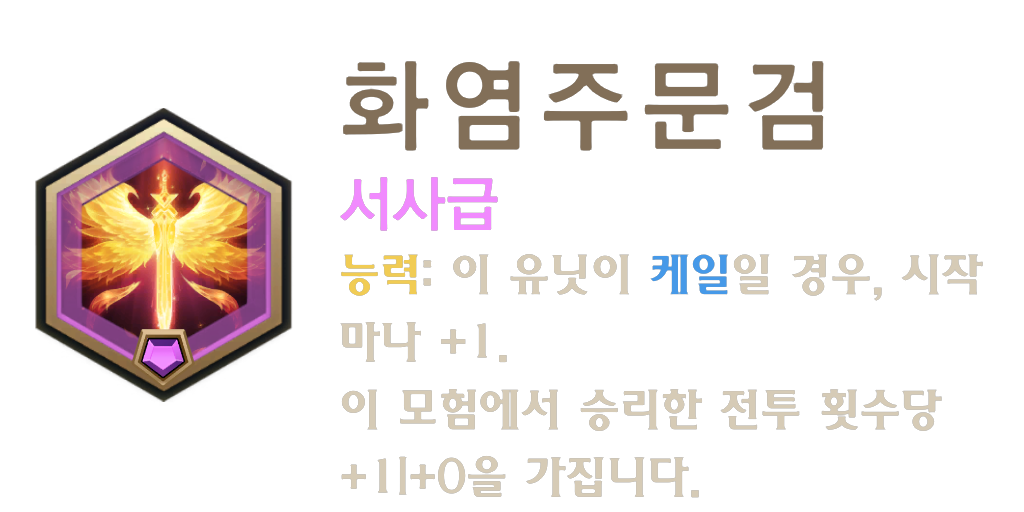 화염주문검
서사급
능력: 이 유닛이 케일일 경우, 시작
마나 +1.
이 모험에서 승리한 전투 횟수당
+1|+0을 가집니다.